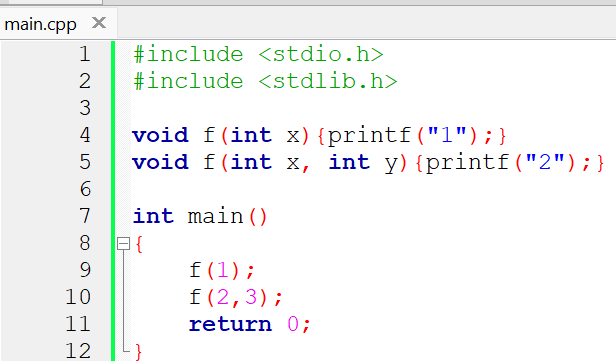 main.cpp
1 #include <stdio.h>
2 #include <stdlib.h>
3
4 void f(int x){printf("1");}
5 void f(int x, int y){printf("2");}
6
7 int main()
8 {
9     f(1);
10     f(2,3);
11     return 0;
12 }